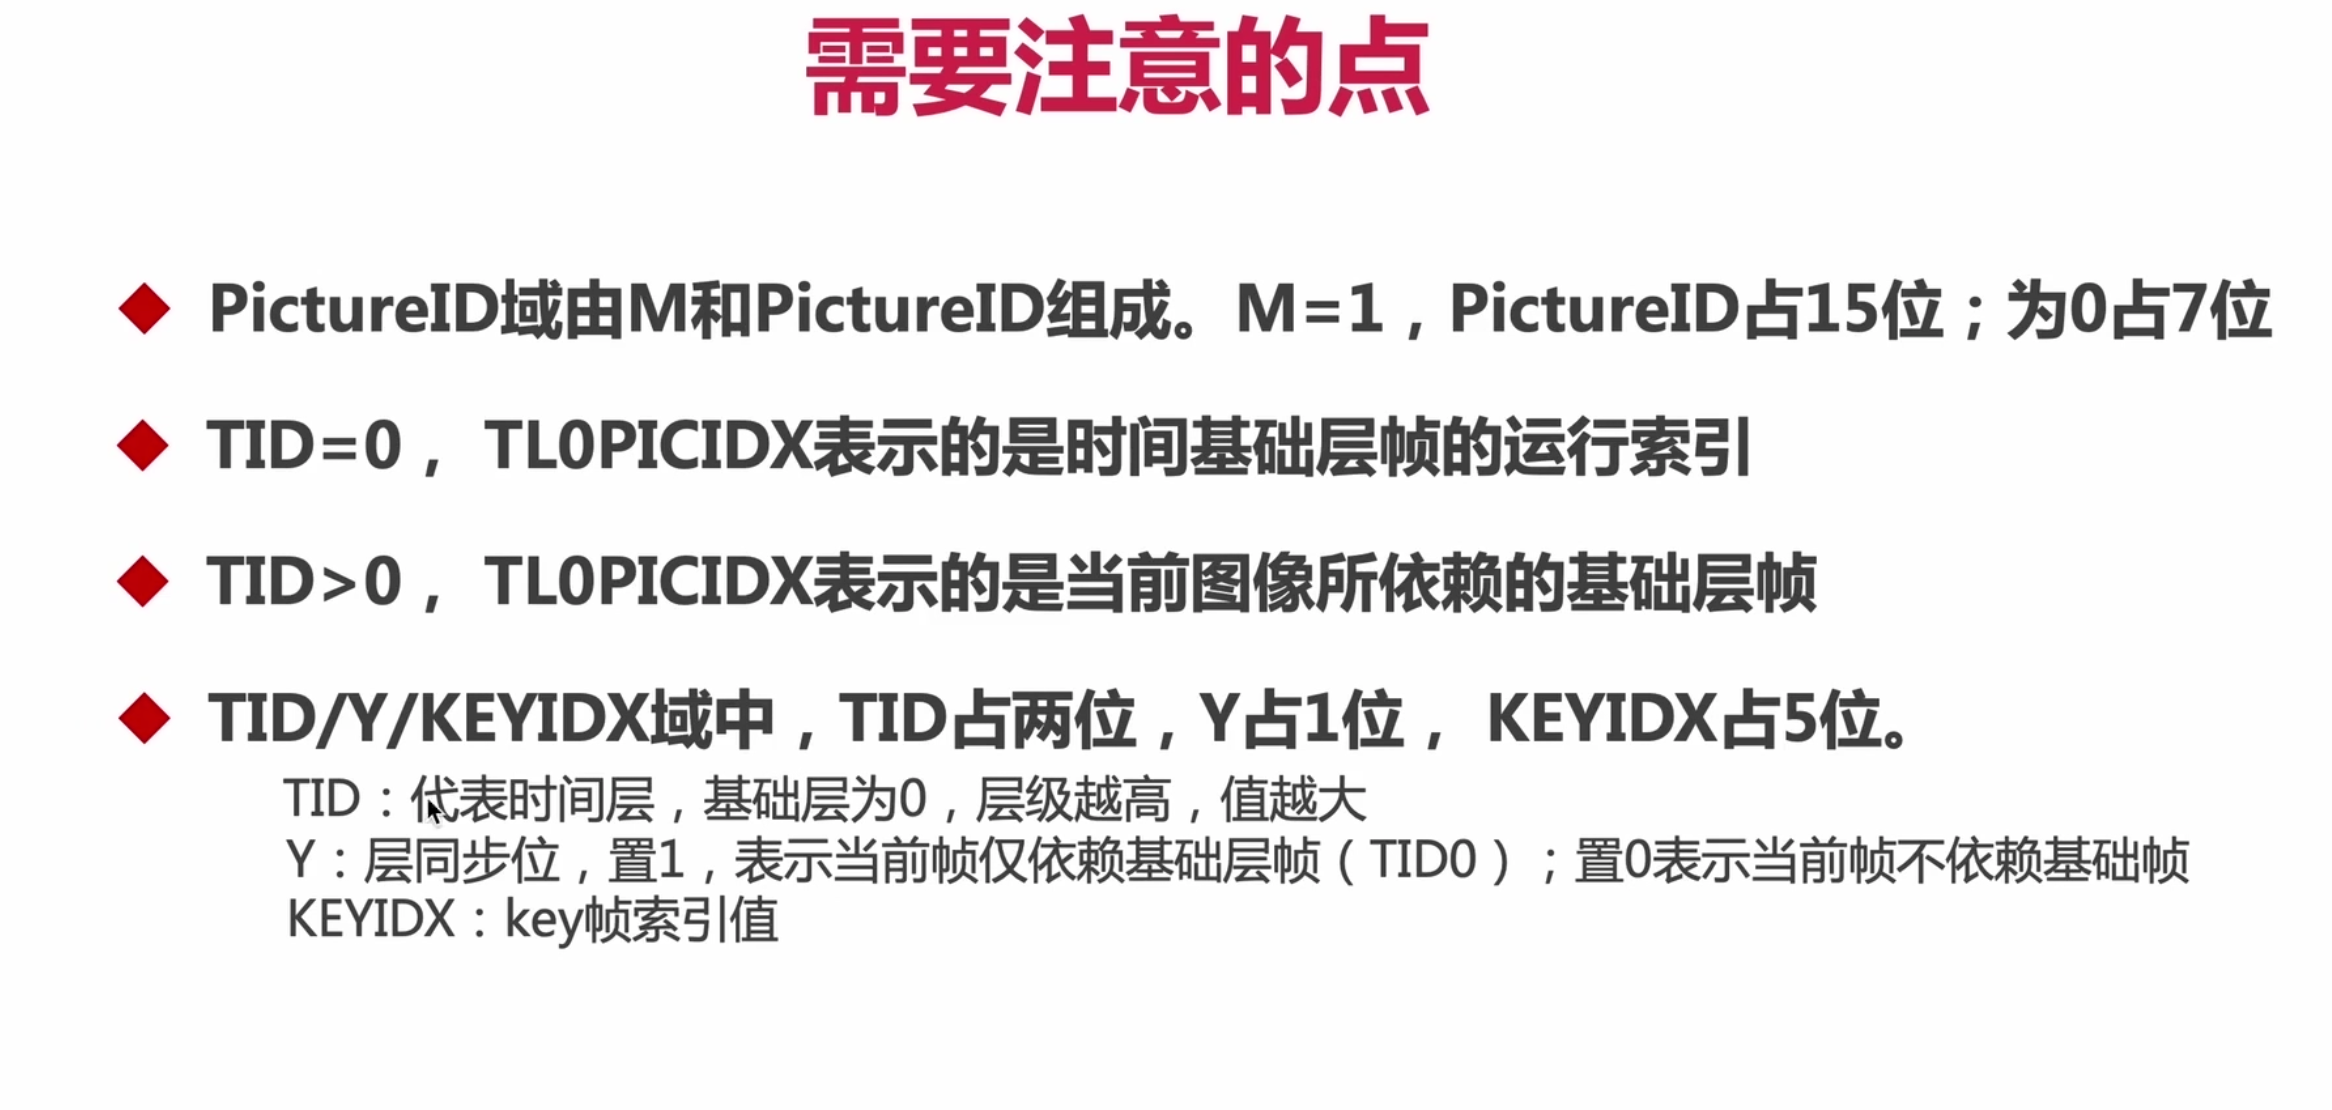 需要注意的点
PictureID域由M和PictureID组成。M=1，PictureID占15位；为0占7位
TID=0， TL0PICIDX表示的是时间基础层帧的运行索引
TID>0， TL0PICIDX表示的是当前图像所依赖的基础层帧
TID/Y/KEYIDX域中，TID占两位，Y占1位， KEYIDX占5位。
TID：代表时间层，基础层为0，层级越高，值越大
Y：层同步位，置1，表示当前帧仅依赖基础层帧（TID0）；置0表示当前帧不依赖基础帧
KEYIDX：key帧索引值